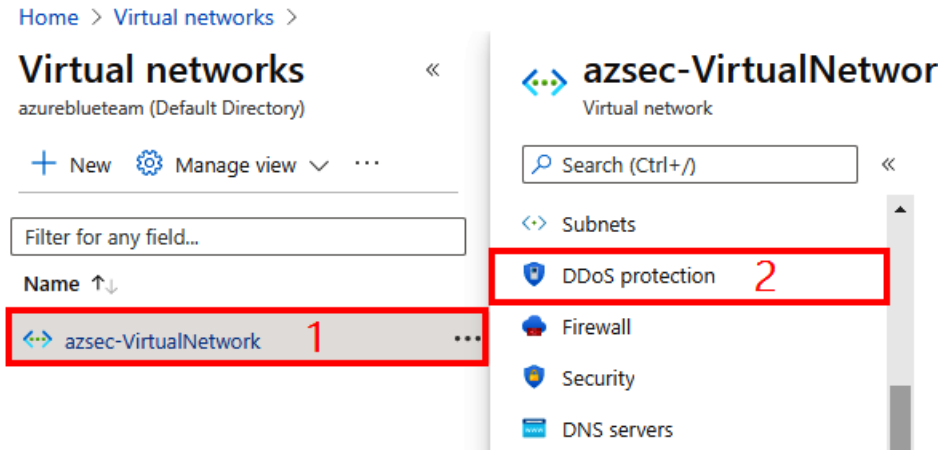 Home > Virtual networks >
Virtual networks «
azureblueteam (Default Directory)
+ New Manage view ...
Filter for any field...
Name ↑↓
azsec-VirtualNetwork 1 ...
azsec-VirtualNetwor
Virtual network
Search (Ctrl+/) «
Subnets
DDoS protection 2
Firewall
Security
DNS servers